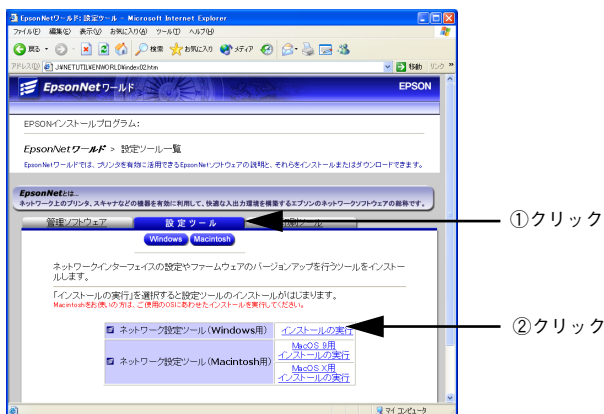 EpsonNetワールド: 設定ツール - Microsoft Internet Explorer
ファイル(F) 編集(E) 表示(V) お気に入り(A) ツール(T) ヘルプ(H)
戻る 検索 お気に入り メディア
アドレス(D) J:¥NETUTIL¥ENWORLD¥index02.htm 移動 リンク »
EpsonNetワールド EPSON
EPSONインストールプログラム:
EpsonNet ワールド > 設定ツール一覧
EpsonNetワールドでは、プリンタを有効に活用できるEpsonNetソフトウェアの説明と、それらをインストールまたはダウンロードできます。
EpsonNetとは...
ネットワーク上のプリンタ、スキャナなどの機器を有効に利用して、快適な入出力環境を構築するエプソンのネットワークソフトウェアの総称です。
管理ソフトウェア 設定ツール
①クリック
Windows Macintosh
ネットワークインターフェイスの設定やファームウェアのバージョンアップを行うツールをインストー
ルします。
「インストールの実行」を選択すると設定ツールのインストールがはじまります。
Macintoshをお使いの方は、ご使用のOSにあわせたインストールを実行してください。
ネットワーク設定ツール(Windows用) インストールの実行
②クリック
ネットワーク設定ツール(Macintosh用)
MacOS 9用
インストールの実行
MacOS X用
インストールの実行
マイ コンピュータ